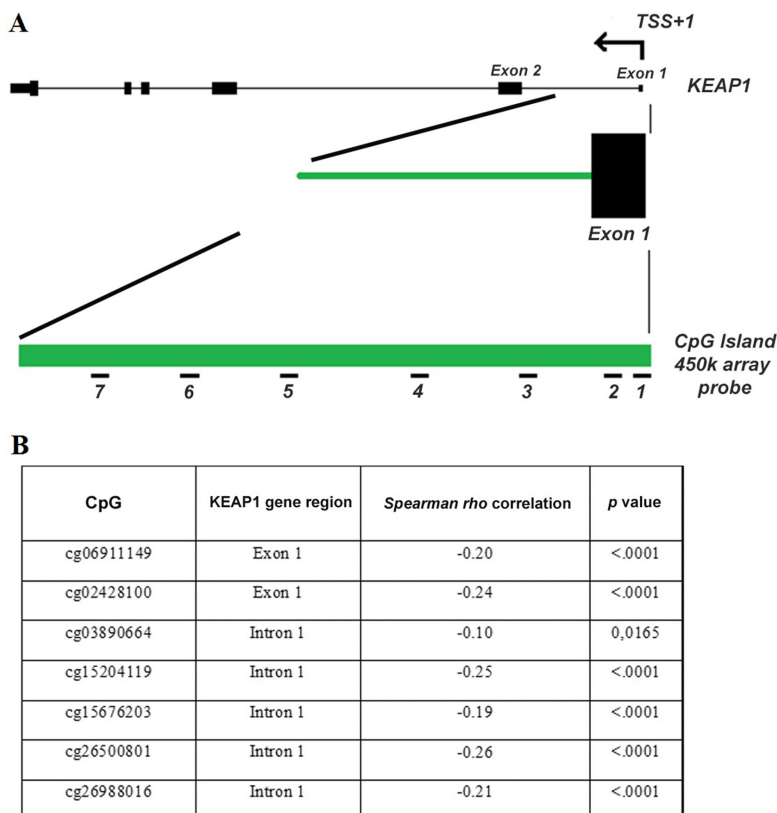 A
TSS+1
Exon 2
Exon 1
KEAP1
Exon 1
CpG Island
450k array
probe
7 6 5 4 3 2 1
B
CpG KEAP1 gene region Spearman rho correlation p value
cg06911149 Exon 1 -0.20 <.0001
cg02428100 Exon 1 -0.24 <.0001
cg03890664 Intron 1 -0.10 0,0165
cg15204119 Intron 1 -0.25 <.0001
cg15676203 Intron 1 -0.19 <.0001
cg26500801 Intron 1 -0.26 <.0001
cg26988016 Intron 1 -0.21 <.0001